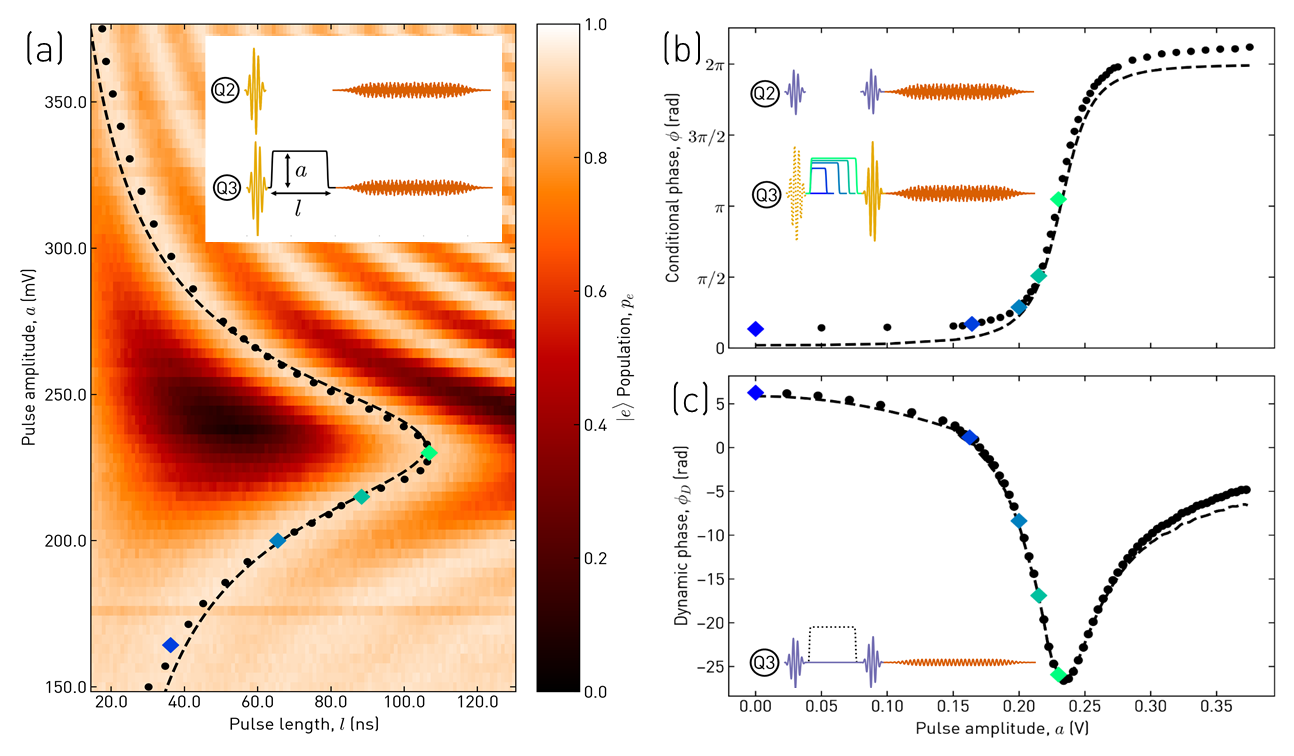 (a)
Q2
Q3
a
l
350.0
300.0
250.0
200.0
150.0
Pulse amplitude, a (mV)
20.0 40.0 60.0 80.0 100.0 120.0
Pulse length, l (ns)
1.0
0.8
0.6
0.4
0.2
0.0
|e⟩ Population, pₑ
(b)
Q2
Q3
2π
3π/2
π
π/2
0
Conditional phase, ϕ (rad)
(c)
Q3
5
0
−5
−10
−15
−20
−25
Dynamic phase, ϕ_D (rad)
0.00 0.05 0.10 0.15 0.20 0.25 0.30 0.35
Pulse amplitude, a (V)